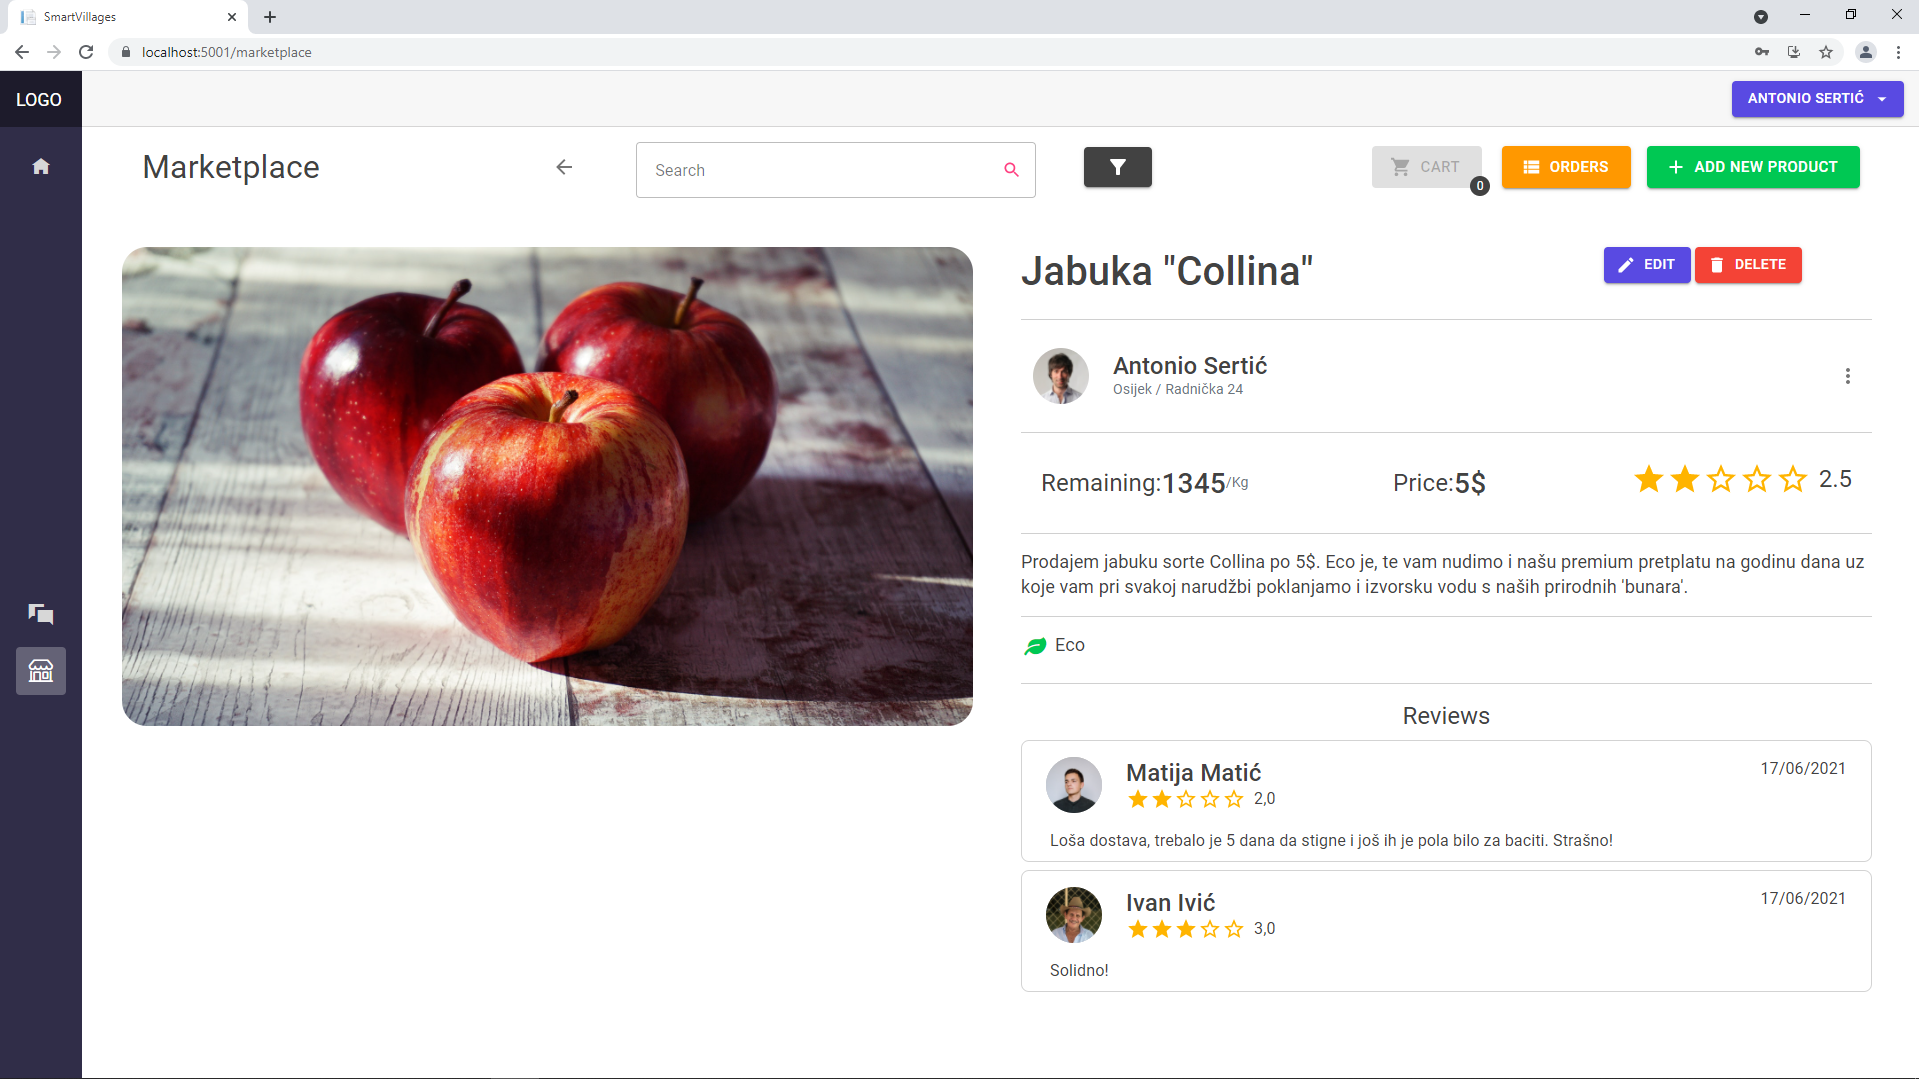 SmartVillages
localhost:5001/marketplace
LOGO
ANTONIO SERTIĆ
Marketplace
Search
CART
0
ORDERS
ADD NEW PRODUCT
Jabuka "Collina"
EDIT
DELETE
Antonio Sertić
Osijek / Radnička 24
Remaining:1345/Kg
Price:5$
2.5
Prodajem jabuku sorte Collina po 5$. Eco je, te vam nudimo i našu premium pretplatu na godinu dana uz
koje vam pri svakoj narudžbi poklanjamo i izvorsku vodu s naših prirodnih 'bunara'.
Eco
Reviews
Matija Matić
17/06/2021
2,0
Loša dostava, trebalo je 5 dana da stigne i još ih je pola bilo za baciti. Strašno!
Ivan Ivić
17/06/2021
3,0
Solidno!